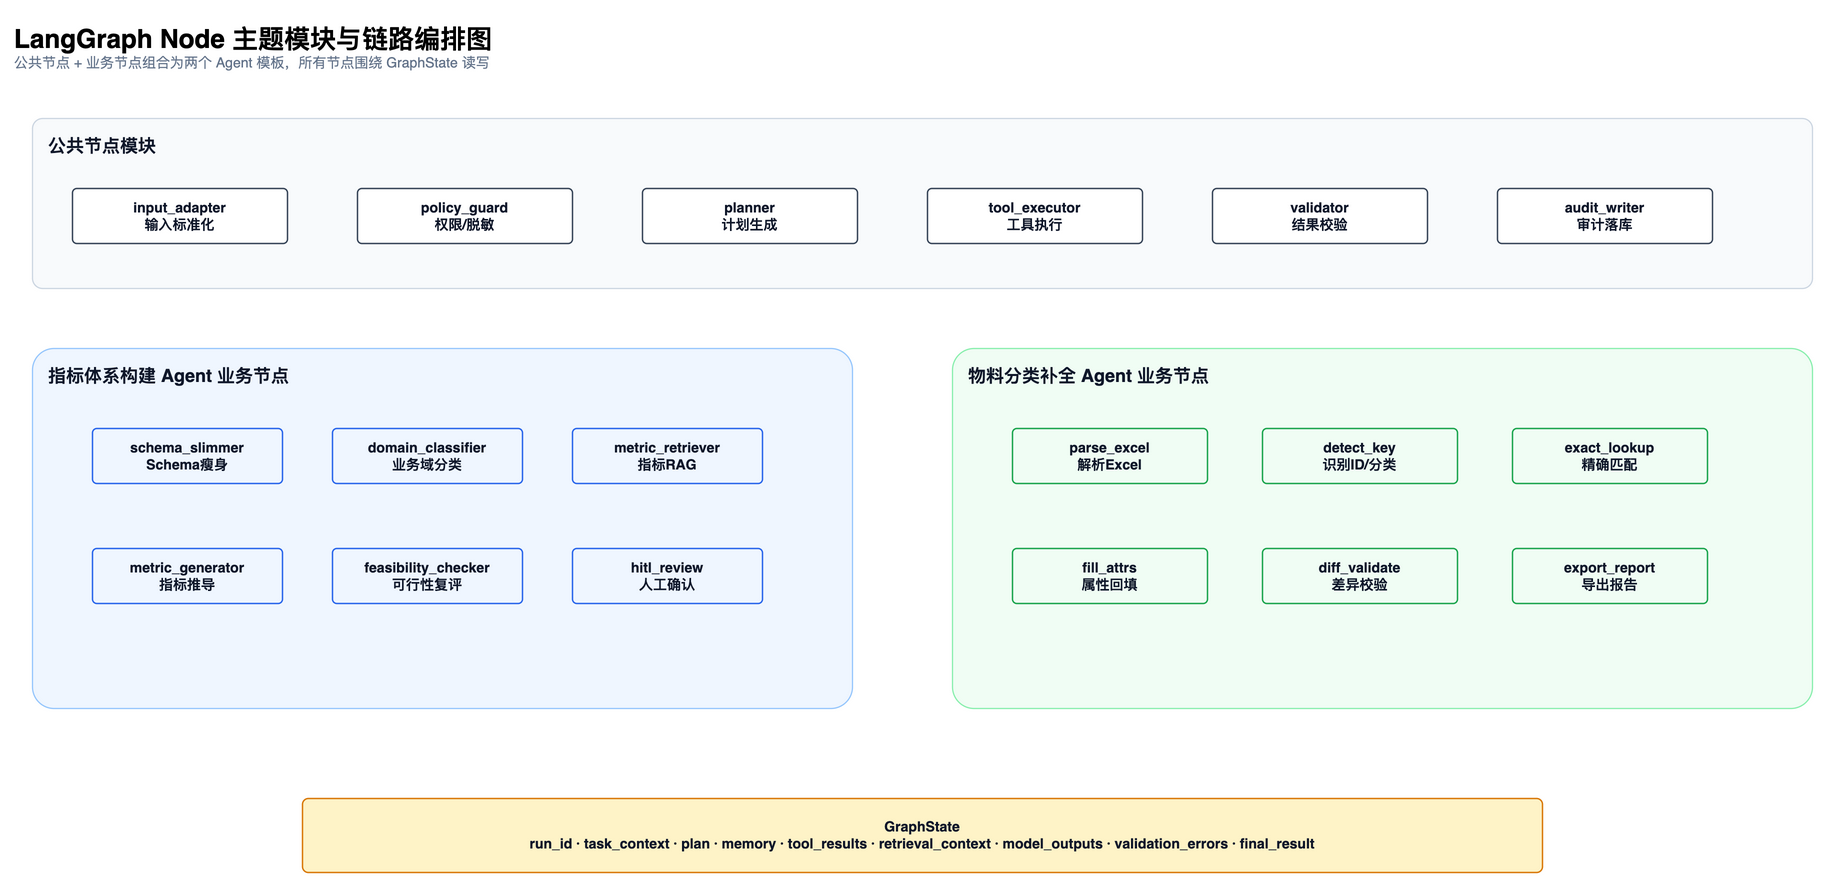 LangGraph Node 主题模块与链路编排图
公共节点 + 业务节点组合为两个 Agent 模板，所有节点围绕 GraphState 读写
公共节点模块
input_adapter
输入标准化
policy_guard
权限/脱敏
planner
计划生成
tool_executor
工具执行
validator
结果校验
audit_writer
审计落库
指标体系构建 Agent 业务节点
schema_slimmer
Schema瘦身
domain_classifier
业务域分类
metric_retriever
指标RAG
metric_generator
指标推导
feasibility_checker
可行性复评
hitl_review
人工确认
物料分类补全 Agent 业务节点
parse_excel
解析Excel
detect_key
识别ID/分类
exact_lookup
精确匹配
fill_attrs
属性回填
diff_validate
差异校验
export_report
导出报告
GraphState
run_id · task_context · plan · memory · tool_results · retrieval_context · model_outputs · validation_errors · final_result